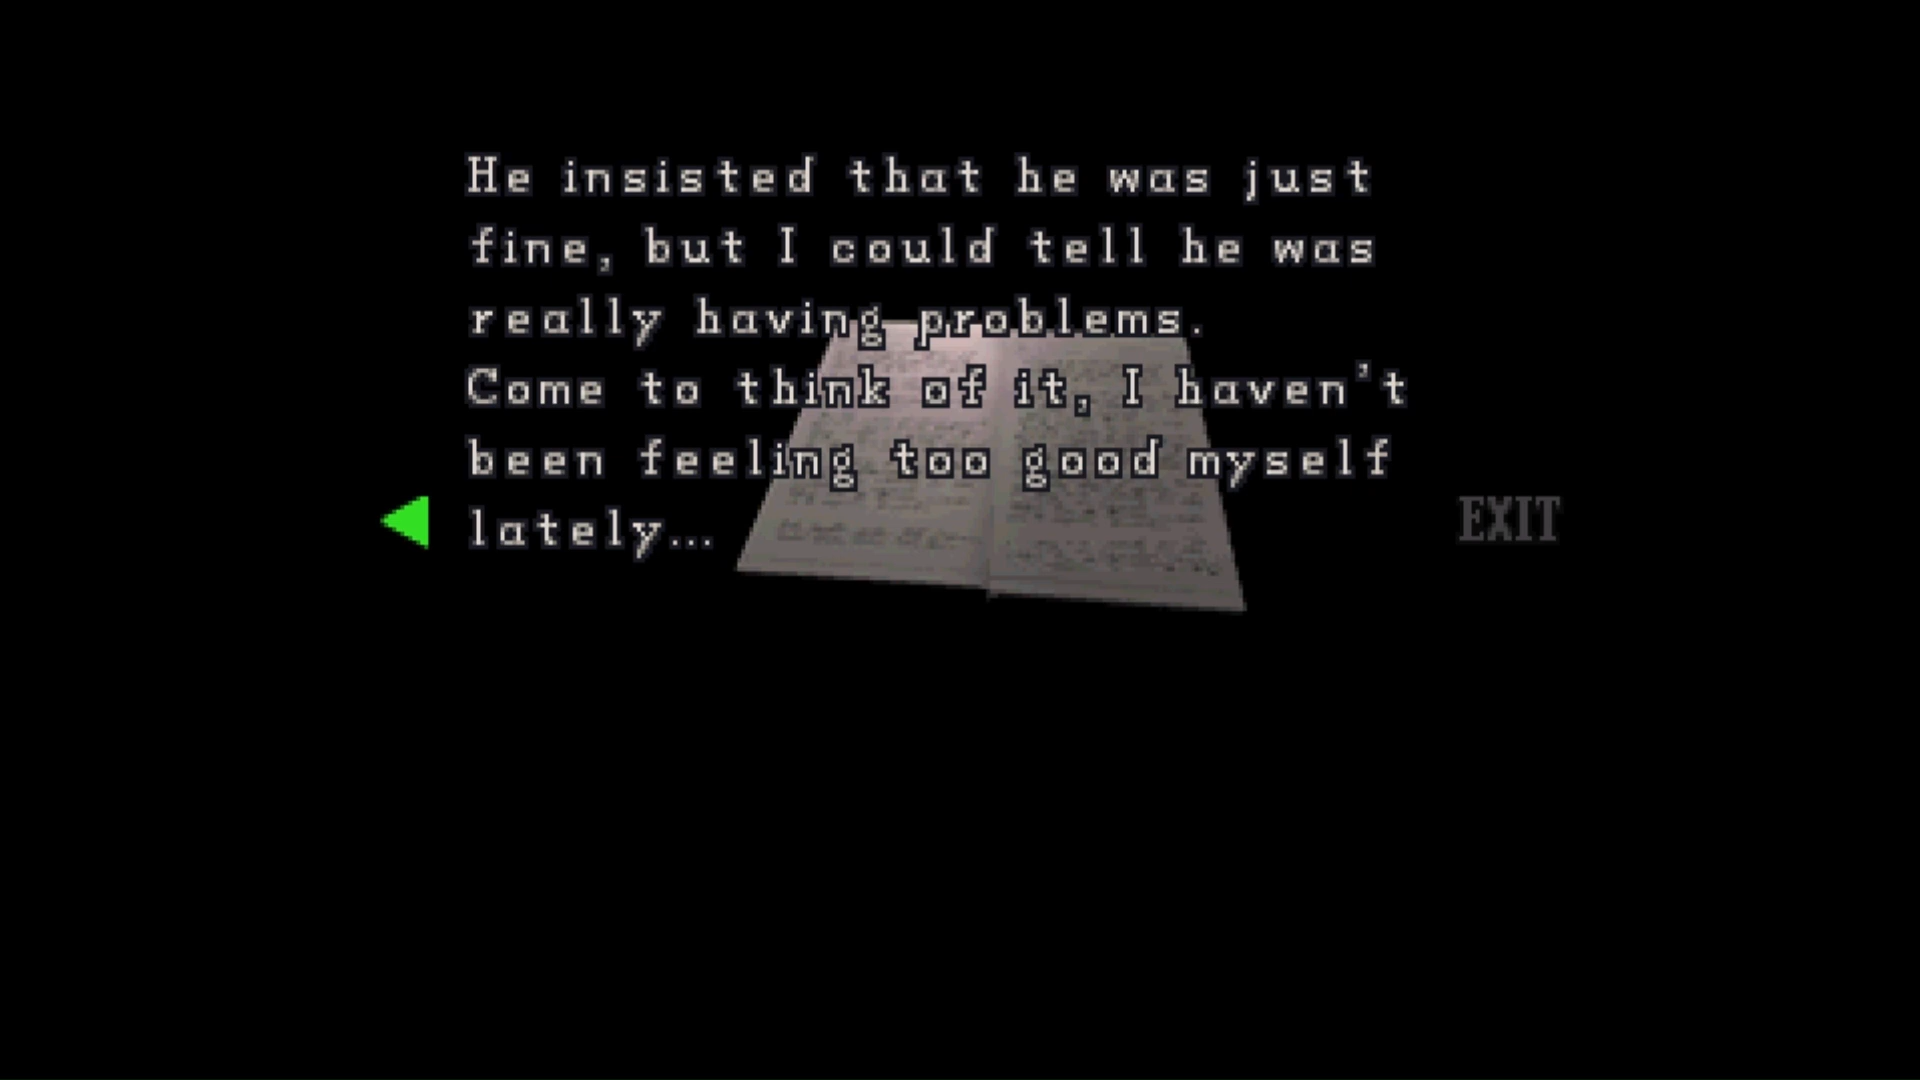 He insisted that he was just
fine, but I could tell he was
really having problems.
Come to think of it, I haven't
been feeling too good myself
lately...
EXIT